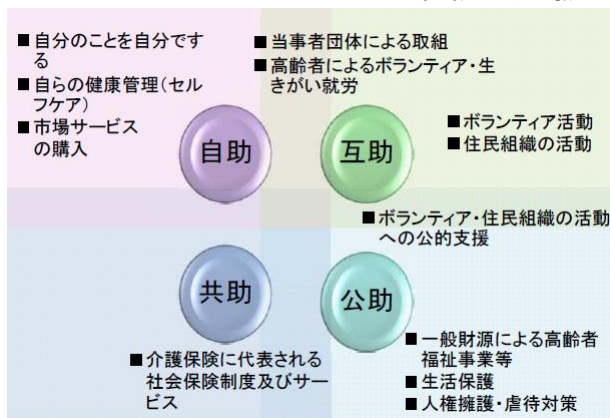 ■自分のことを自分です
る
■自らの健康管理(セル
フケア)
■市場サービス
の購入
■当事者団体による取組
■高齢者によるボランティア・生
きがい就労
■ボランティア活動
■住民組織の活動
自助
互助
■ボランティア・住民組織の活動
への公的支援
共助
公助
■介護保険に代表される
社会保険制度及びサー
ビス
■一般財源による高齢者
福祉事業等
■生活保護
■人権擁護・虐待対策